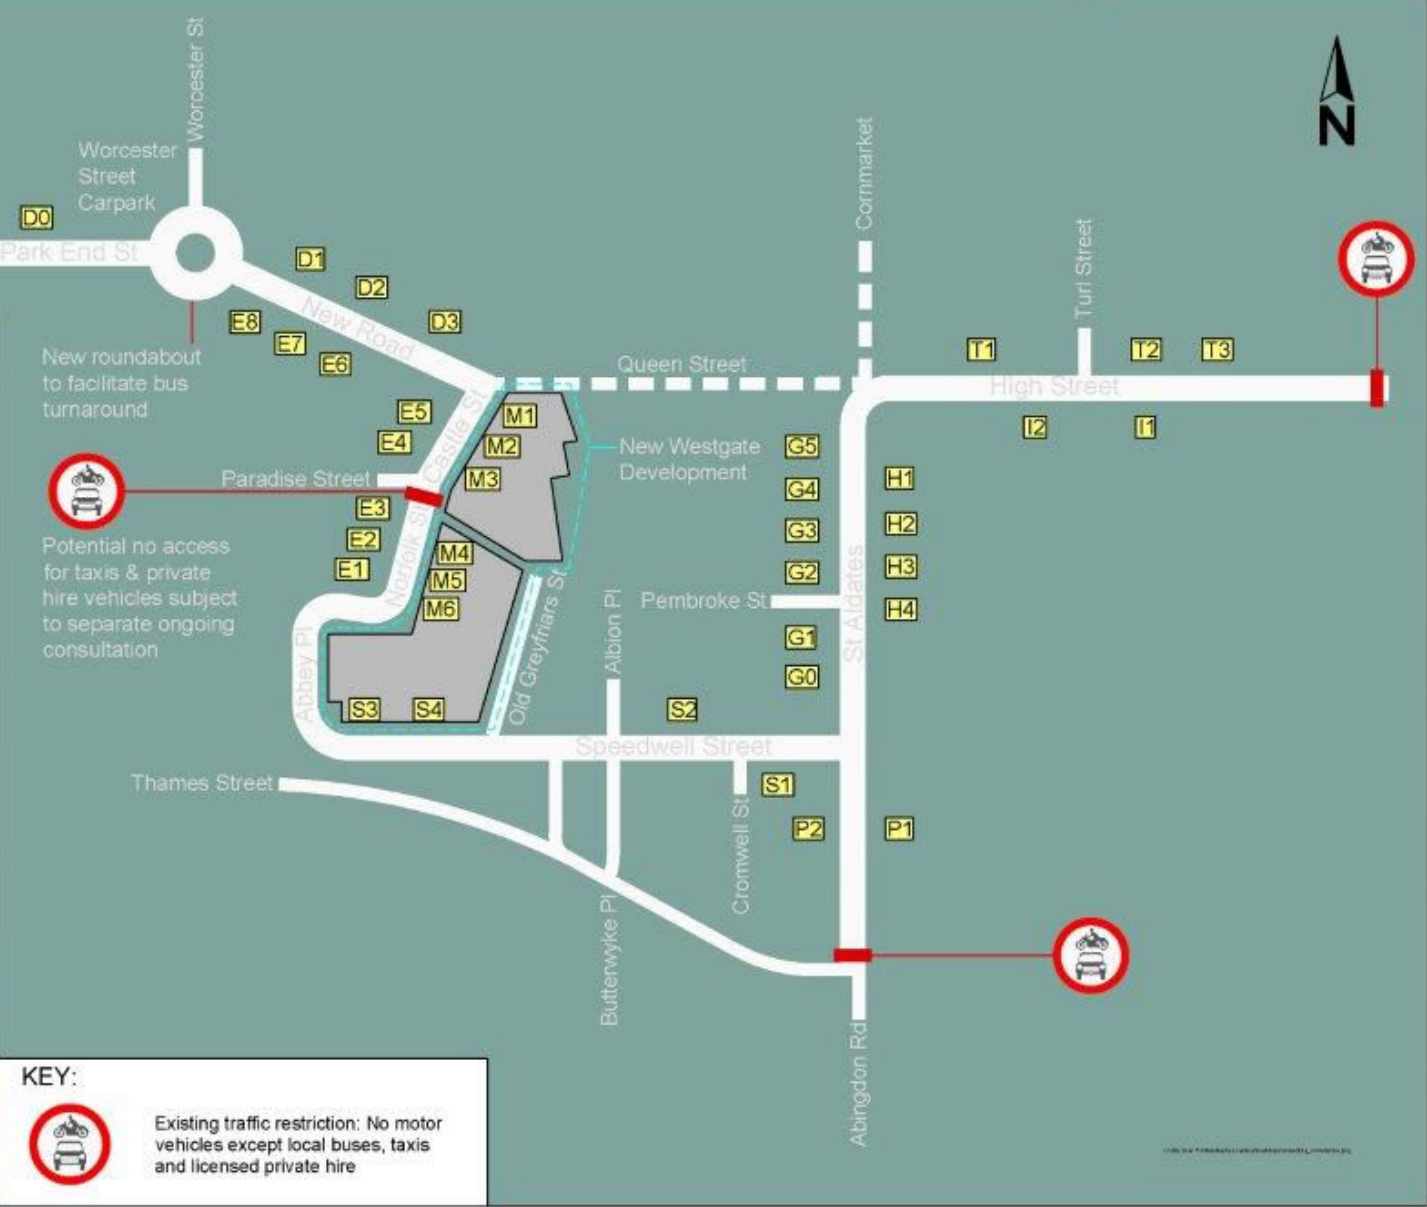 Worcester St
Worcester
Street
Carpark
D0
Park End St
D1
D2
D3
New Road
E8
E7
E6
New roundabout
to facilitate bus
turnaround
E5
E4
Castle St
Paradise Street
M1
M2
M3
Queen Street
New Westgate
Development
Cornmarket
Turl Street
N
T1
T2
T3
High Street
I2
I1
G5
G4
G3
G2
H1
H2
H3
H4
St Aldates
Pembroke St
G1
G0
Potential no access
for taxis & private
hire vehicles subject
to separate ongoing
consultation
E3
E2
E1
Norfolk St
M4
M5
M6
Abbey Pl
Old Greyfriars St
Albion Pl
S3
S4
S2
Speedwell Street
Thames Street
S1
P2
P1
Cromwell St
Butterwyke Pl
Abingdon Rd
KEY:
Existing traffic restriction: No motor
vehicles except local buses, taxis
and licensed private hire